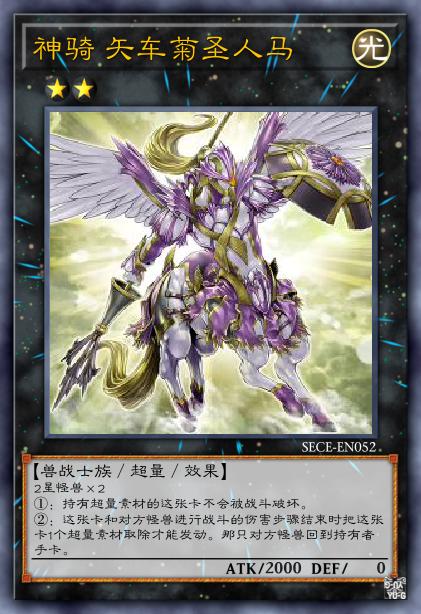 神骑 矢车菊圣人马
光
SECE-EN052
【兽战士族/超量/效果】
2星怪兽×2
①：持有超量素材的这张卡不会被战斗破坏。
②：这张卡和对方怪兽进行战斗的伤害步骤结束时把这张
卡1个超量素材取除才能发动。那只对方怪兽回到持有者
手卡。
ATK/2000 DEF/ 0